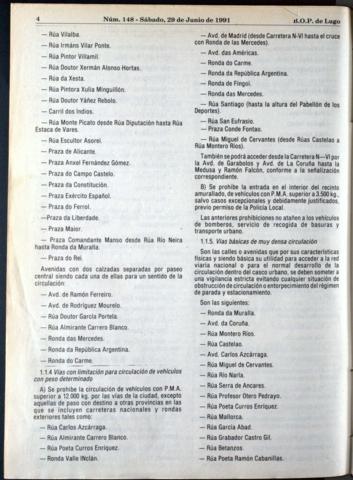 4
Núm. 148 - Sábado, 29 de Junio de 1991
B.O.P. de Lugo
— Rúa Vilalba.
— Rúa Irmáns Vilar Ponte.
— Rúa Pintor Villamil.
— Rúa Doutor Xermán Alonso Hortas.
— Rúa da Xesta.
— Rúa Pintora Xulia Minguillón.
— Rúa Doutor Yáñez Rebolo.
— Carril dos Indios.
— Rúa Monte Picato desde Rúa Diputación hasta Rúa
Estaca de Vares.
— Rúa Escultor Asorei.
— Praza de Alicante.
— Praza Anxel Fernández Gómez.
— Praza do Campo Castelo.
— Praza da Constitución.
— Praza Exército Español.
— Praza do Ferrol.
—Praza da Liberdade.
— Praza Maior.
— Praza Comandante Manso desde Rúa Río Neira
hasta Ronda da Muralla.
— Praza do Rei.
Avenidas con dos calzadas separadas por paseo
central siendo cada una de ellas para un sentido de la
circulación:
— Avd. de Ramón Ferreiro.
— Avd. de Rodríguez Mourelo.
— Rúa Doutor García Portela.
— Rúa Almirante Carrero Blanco.
— Ronda das Mercedes.
— Ronda da República Argentina.
— Ronda do Carme.
1.1.4 Vías con limitación para circulación de vehículos
con peso determinado
A) Se prohíbe la circulación de vehículos con P.M.A.
superior a 12.000 kg. por las vías de la ciudad, excepto
aquellas de paso con destino a otras provincias en las
que se incluyen carreteras nacionales y rondas
exteriores tales como:
— Rúa Carlos Azcárraga.
— Rúa Almirante Carrero Blanco.
— Rúa Poeta Curros Enríquez.
— Ronda Valle INclán.
— Avd. de Madrid (desde Carretera N-VI hasta el cruce
con Ronda de las Mercedes).
— Avd. das Américas.
— Ronda do Carme.
— Ronda da República Argentina.
— Ronda de Fingoi.
— Ronda das Mercedes.
— Rúa Santiago (hasta la altura del Pabellón de los
Deportes).
— Rúa San Eufrasio.
— Praza Conde Fontao.
— Rúa Miguel de Cervantes (desde Rúas Castelao a
Rúa Montero Ríos).
También se podrá acceder desde la Carretera N—VI por
la Avd. de Garabolos y Avd. de La Coruña hasta la
Medusa y Ramón Falcón, conforme a la señalización
correspondiente.
B) Se prohíbe la entrada en el interior del recinto
amurallado, de vehículos con P.M.A. superior a 3.500 kg.,
salvo casos excepcionales y debidamente justificados,
previo permiso de la Policía Local.
Las anteriores prohibiciones no atañen a los vehículos
de bomberos, servicio de recogida de basuras y
transporte urbano.
1.1.5. Vías básicas de muy densa circulación
Son las calles o avenidas que por sus características
físicas y siendo básica su utilidad para acceder a la red
viaria nacional o para el normal desarrollo de la
circulación dentro del casco urbano, se deben someter a
una vigilancia estricta evitando cualquier situación de
obstrucción de circulación o entorpecimiento del régimen
de parada y estacionamiento.
Son las siguientes:
— Ronda da Muralla.
— Avd. da Coruña.
— Rúa Montero Ríos.
— Rúa Castelao.
— Avd. Carlos Azcárraga.
— Rúa Miguel de Cervantes.
— Rúa Río Narla.
— Rúa Serra de Ancares.
— Rúa Profesor Otero Pedrayo.
— Rúa Poeta Curros Enríquez.
— Rúa Mallorca.
— Rúa García Abad.
— Rúa Grabador Castro Gil.
— Rúa Betanzos.
— Rúa Poeta Ramón Cabanillas.